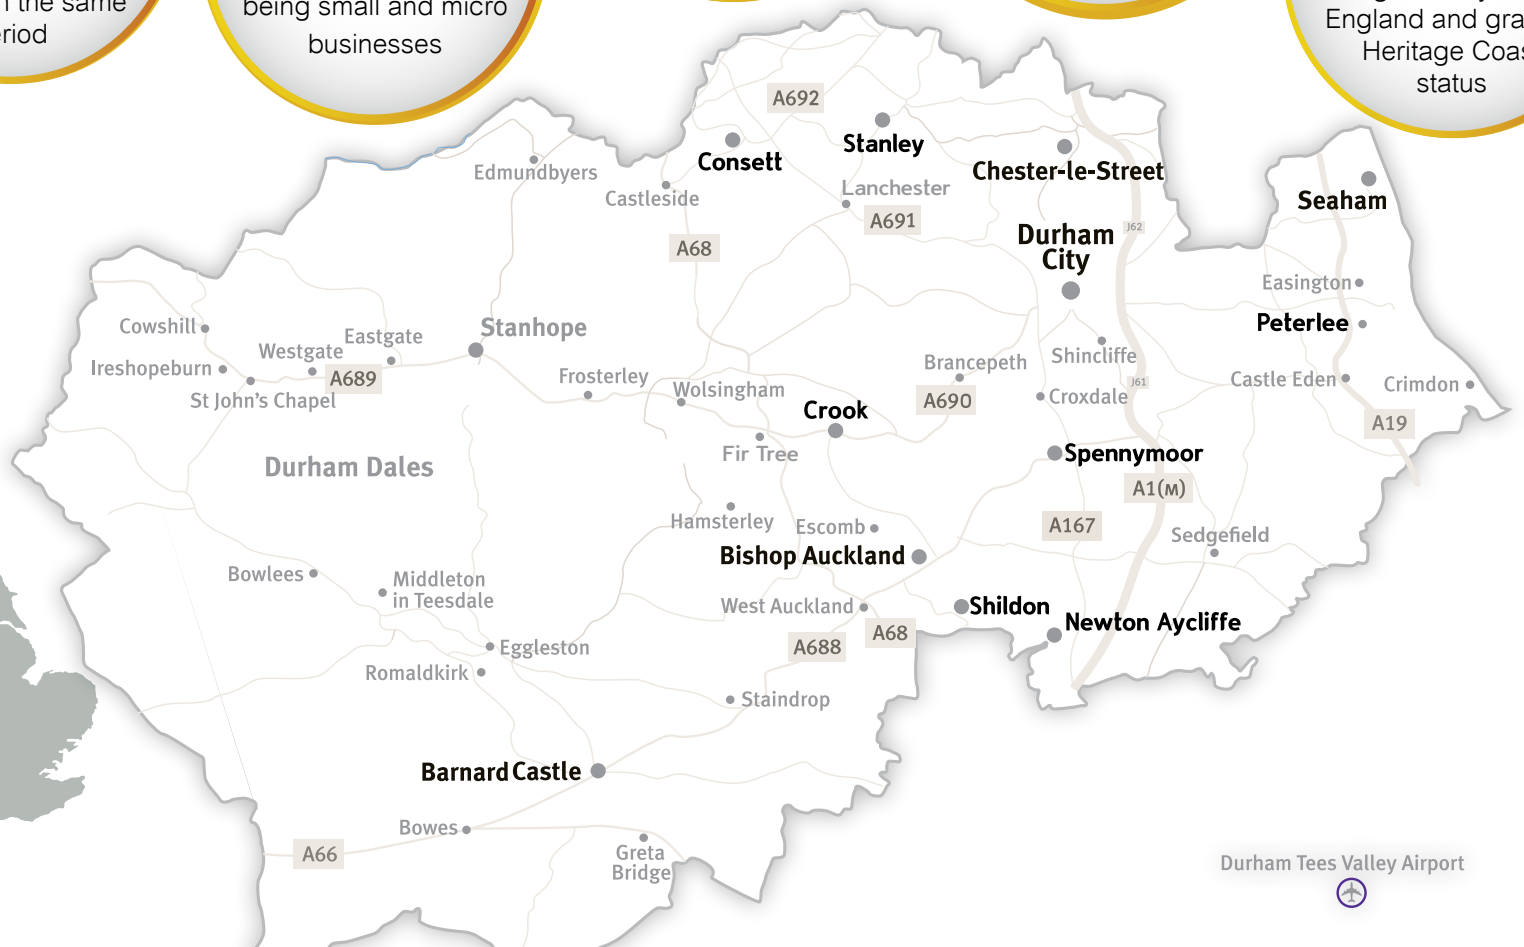 the same
being small and micro
businesses
England and
Heritage
status
A692
Stanley
Consett
Chester-le-Street
Edmundbyers
Castleside
Lanchester
A691
Seaham
A68
J62
Durham
City
Easington
Cowshill
Stanhope
Eastgate
Westgate
Peterlee
Ireshopeburn
A689
St John's Chapel
Frosterley
Wolsingham
Brancepeth
Shincliffe
J61
Castle Eden
Crimdon
Crook
A690
Croxdale
A19
Durham Dales
Fir Tree
Spennymoor
A1(M)
Hamsterley
Escomb
A167
Sedgefield
Bishop Auckland
Bowlees
Middleton
in Teesdale
West Auckland
Shildon
Newton Aycliffe
A68
A688
Eggleston
Romaldkirk
Staindrop
Barnard Castle
Bowes
A66
Greta
Bridge
Durham Tees Valley Airport